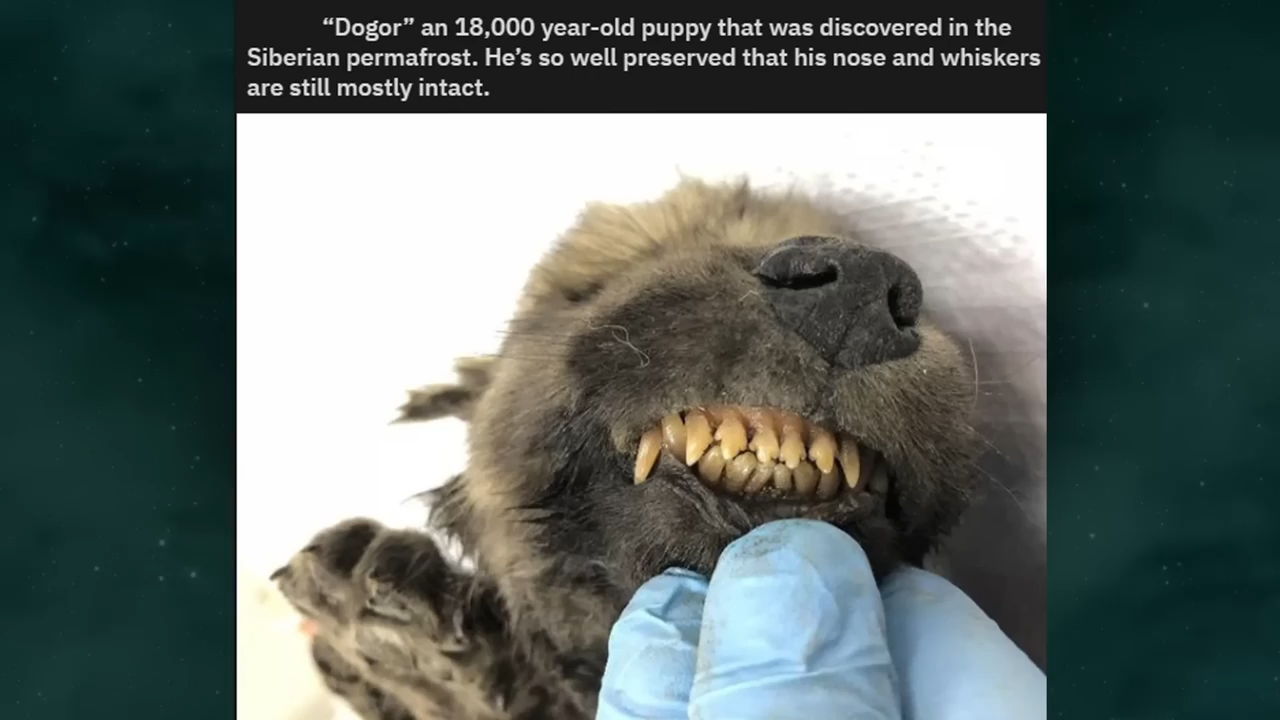 “Dogor” an 18,000 year-old puppy that was discovered in the
Siberian permafrost. He’s so well preserved that his nose and whiskers
are still mostly intact.